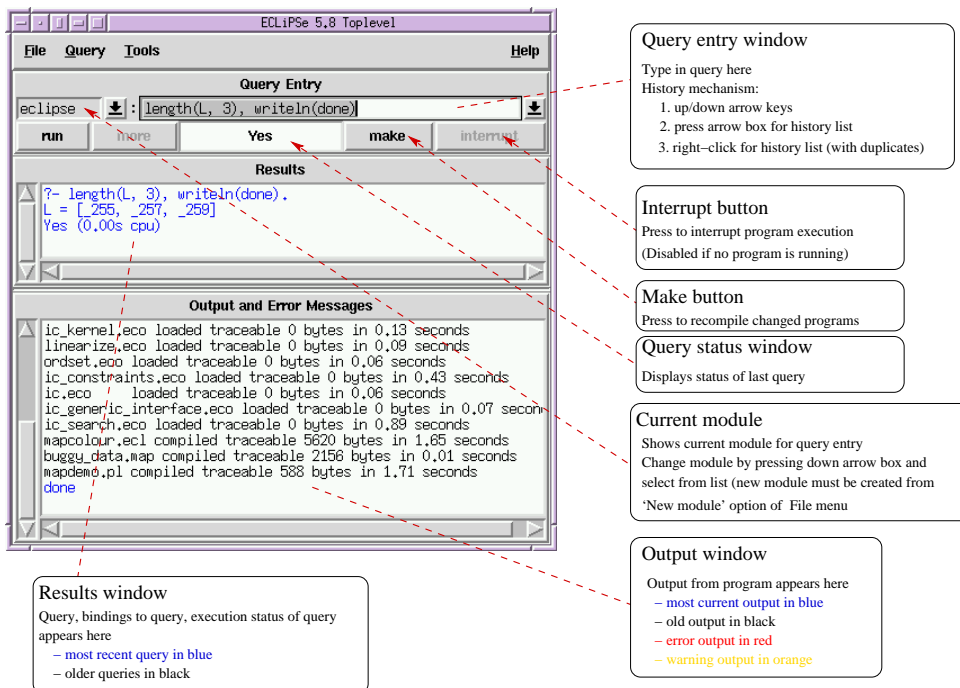 ECLiPSe 5.8 Toplevel
File Query Tools Help
Query Entry
eclipse : length(L, 3), writeln(done)
run more Yes make interrupt
Results
?- length(L, 3), writeln(done).
L = [_255, _257, _259]
Yes (0.00s cpu)
Output and Error Messages
ic_kernel.eco loaded traceable 0 bytes in 0.13 seconds
linearize.eco loaded traceable 0 bytes in 0.09 seconds
ordset.eco loaded traceable 0 bytes in 0.06 seconds
ic_constraints.eco loaded traceable 0 bytes in 0.43 seconds
ic.eco loaded traceable 0 bytes in 0.06 seconds
ic_generic_interface.eco loaded traceable 0 bytes in 0.07 secon
ic_search.eco loaded traceable 0 bytes in 0.89 seconds
mapcolour.ecl compiled traceable 5620 bytes in 1.65 seconds
buggy_data.map compiled traceable 2156 bytes in 0.01 seconds
mapdemo.pl compiled traceable 588 bytes in 1.71 seconds
done
Query entry window
Type in query here
History mechanism:
1. up/down arrow keys
2. press arrow box for history list
3. right−click for history list (with duplicates)
Interrupt button
Press to interrupt program execution
(Disabled if no program is running)
Make button
Press to recompile changed programs
Query status window
Displays status of last query
Current module
Shows current module for query entry
Change module by pressing down arrow box and
select from list (new module must be created from
‘New module’ option of File menu
Output window
Output from program appears here
– most current output in blue
– old output in black
– error output in red
– warning output in orange
Results window
Query, bindings to query, execution status of query
appears here
– most recent query in blue
– older queries in black